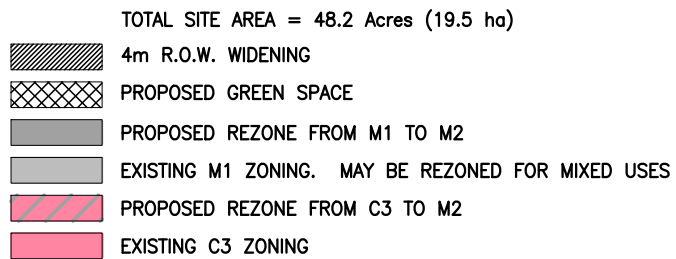 TOTAL SITE AREA = 48.2 Acres (19.5 ha)
4m R.O.W. WIDENING
PROPOSED GREEN SPACE
PROPOSED REZONE FROM M1 TO M2
EXISTING M1 ZONING. MAY BE REZONED FOR MIXED USES
PROPOSED REZONE FROM C3 TO M2
EXISTING C3 ZONING